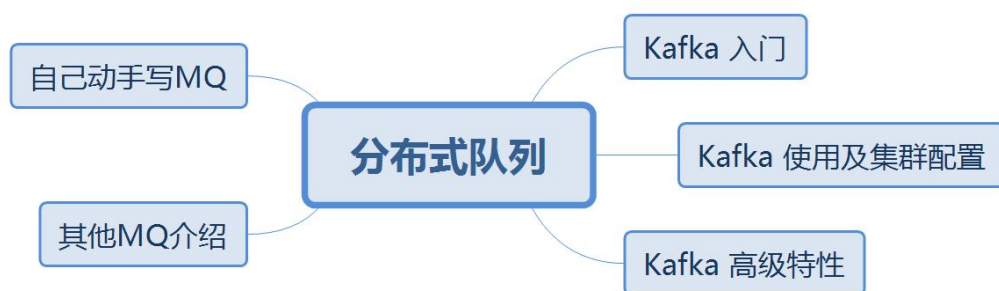 分布式队列
Kafka 入门
Kafka 使用及集群配置
Kafka 高级特性
自己动手写MQ
其他MQ介绍